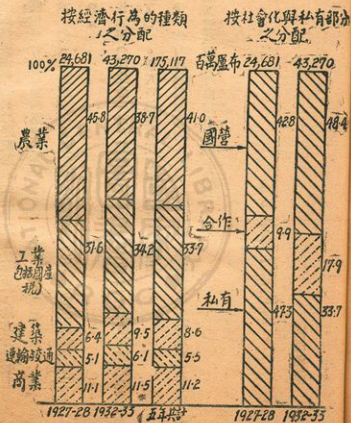 按經濟行為的種類
之分配
按社會化與私有部分
之分配
24,681 43,270 175,117 百萬盧布 24,681 43,270
100%
農業
45.8 38.7 41.0
國營
42.8 48.4
合作
9.9 17.9
工業
(包括國產
税)
31.6 34.2 33.7
私有
47.3 33.7
建築
6.4 9.5 8.6
運輸交通
5.1 6.1 5.5
商業
11.1 11.5 11.2
1927-28 1932-33 五年共計 1927-28 1932-33